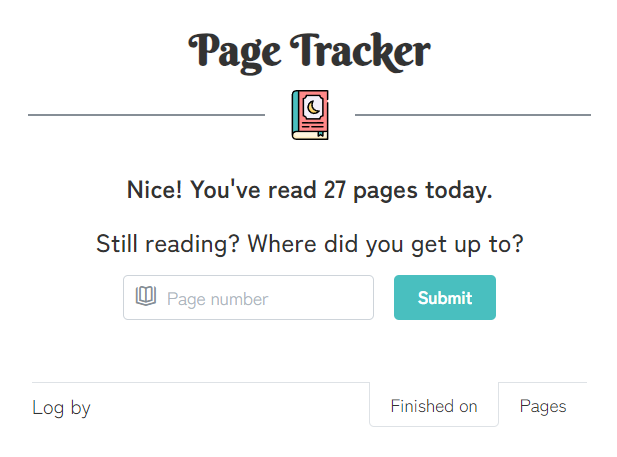 Page Tracker
Nice! You've read 27 pages today.
Still reading? Where did you get up to?
Page number
Submit
Log by
Finished on
Pages